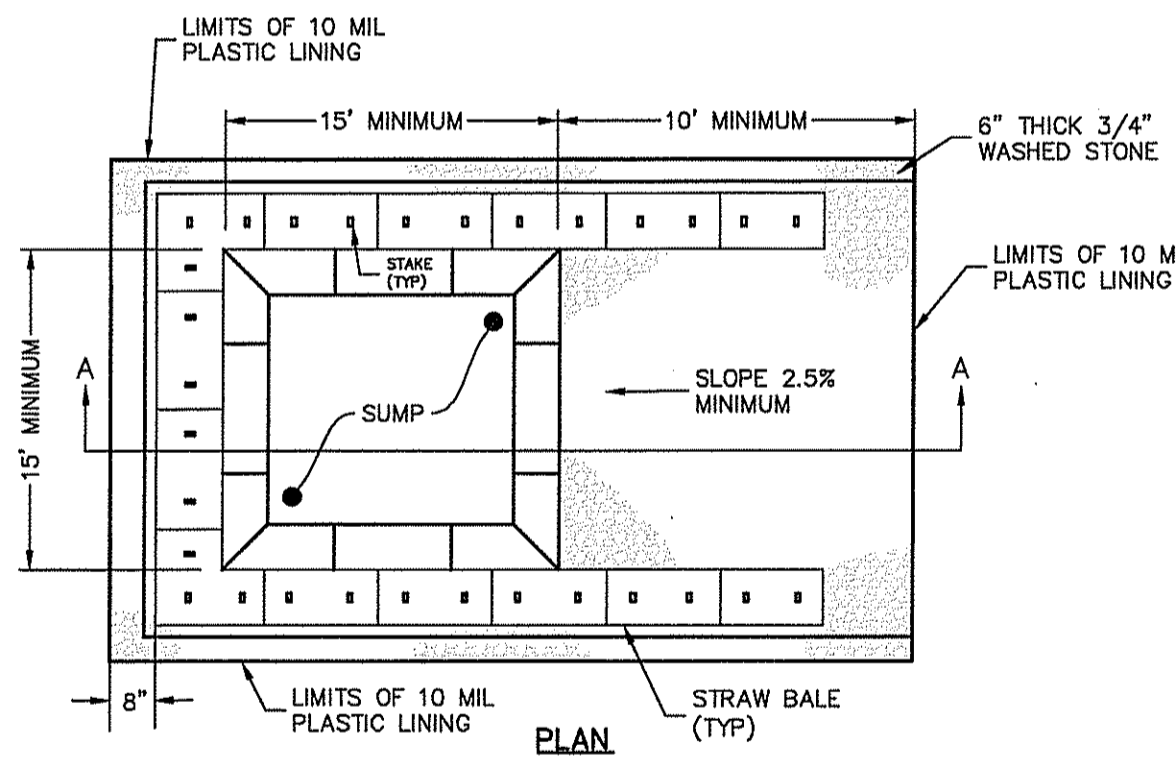 LIMITS OF 10 MIL
PLASTIC LINING
15' MINIMUM
10' MINIMUM
6" THICK 3/4"
WASHED STONE
STAKE
(TYP)
LIMITS OF 10 M
PLASTIC LINING
15' MINIMUM
A
SLOPE 2.5%
MINIMUM
A
SUMP
8"
LIMITS OF 10 MIL
PLASTIC LINING
STRAW BALE
(TYP)
PLAN